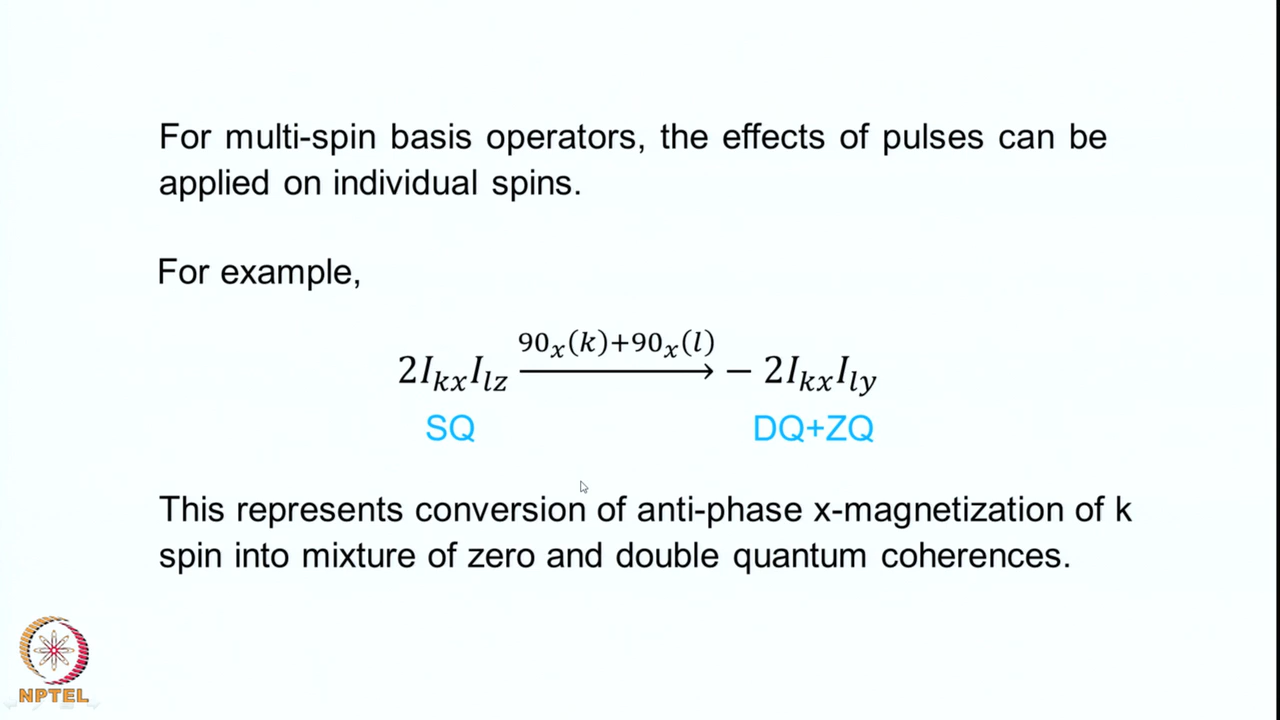 For multi-spin basis operators, the effects of pulses can be
applied on individual spins.
For example,
90ₓ(k)+90ₓ(l)
2IₖₓIₗz ⟶ − 2IₖₓIₗy
SQ DQ+ZQ
This represents conversion of anti-phase x-magnetization of k
spin into mixture of zero and double quantum coherences.
NPTEL